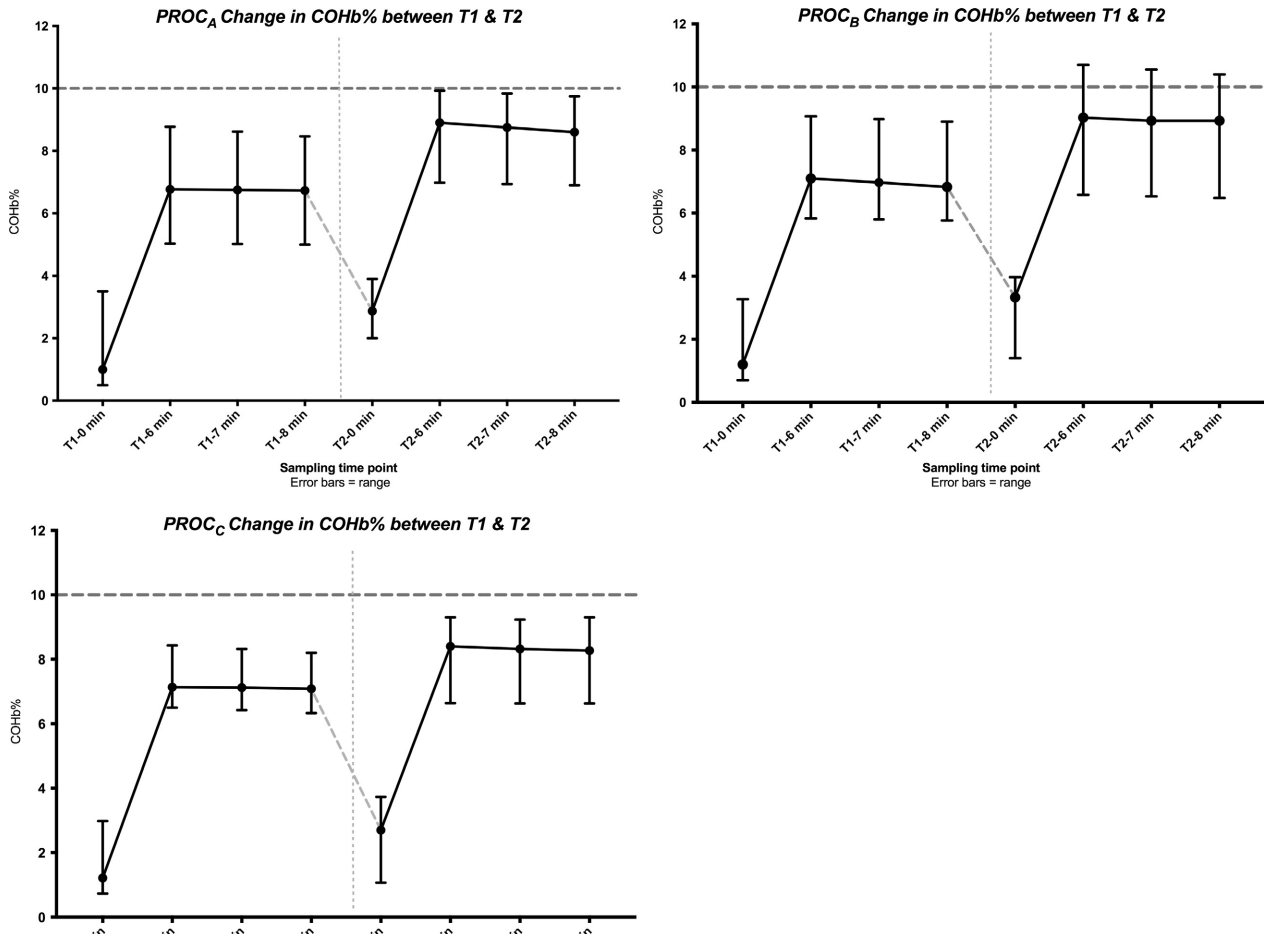 PROC_A Change in COHb% between T1 & T2
12
10
8
6
4
2
0
COHb%
T1-0 min
T1-6 min
T1-7 min
T1-8 min
T2-0 min
T2-6 min
T2-7 min
T2-8 min
Sampling time point
Error bars = range
PROC_B Change in COHb% between T1 & T2
12
10
8
6
4
2
0
COHb%
T1-0 min
T1-6 min
T1-7 min
T1-8 min
T2-0 min
T2-6 min
T2-7 min
T2-8 min
Sampling time point
Error bars = range
PROC_C Change in COHb% between T1 & T2
12
10
8
6
4
2
0
COHb%